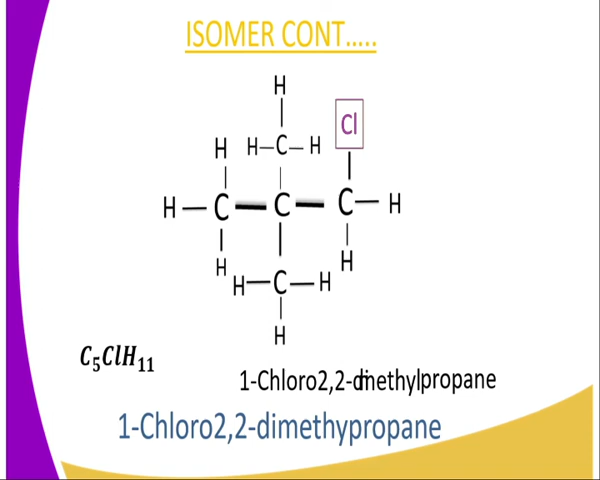 ISOMER CONT.....
H
Cl
H H–C–H
H–C–C–C–H
H H
H–C–H
H
C5ClH11
1-Chloro2,2-dimethylpropane
1-Chloro2,2-dimethypropane